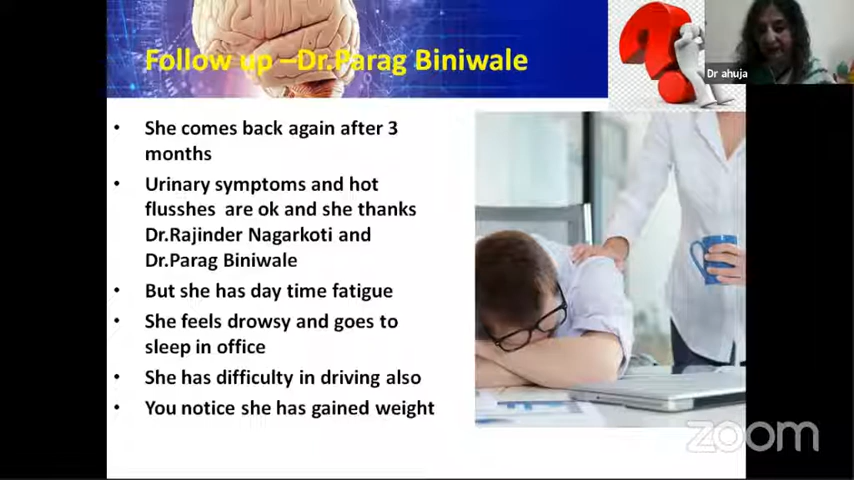 Follow up –Dr.Parag Biniwale
Dr ahuja
• She comes back again after 3
months
• Urinary symptoms and hot
flusshes are ok and she thanks
Dr.Rajinder Nagarkoti and
Dr.Parag Biniwale
• But she has day time fatigue
• She feels drowsy and goes to
sleep in office
• She has difficulty in driving also
• You notice she has gained weight
zoom